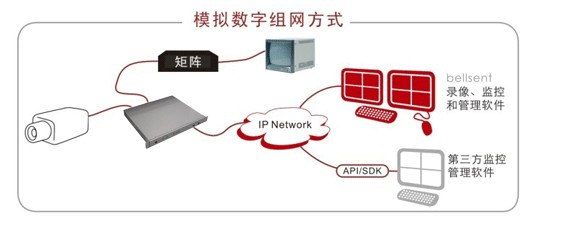 模拟数字组网方式
矩阵
bellsent
录像、监控
和管理软件
IP Network
API/SDK
第三方监控
管理软件